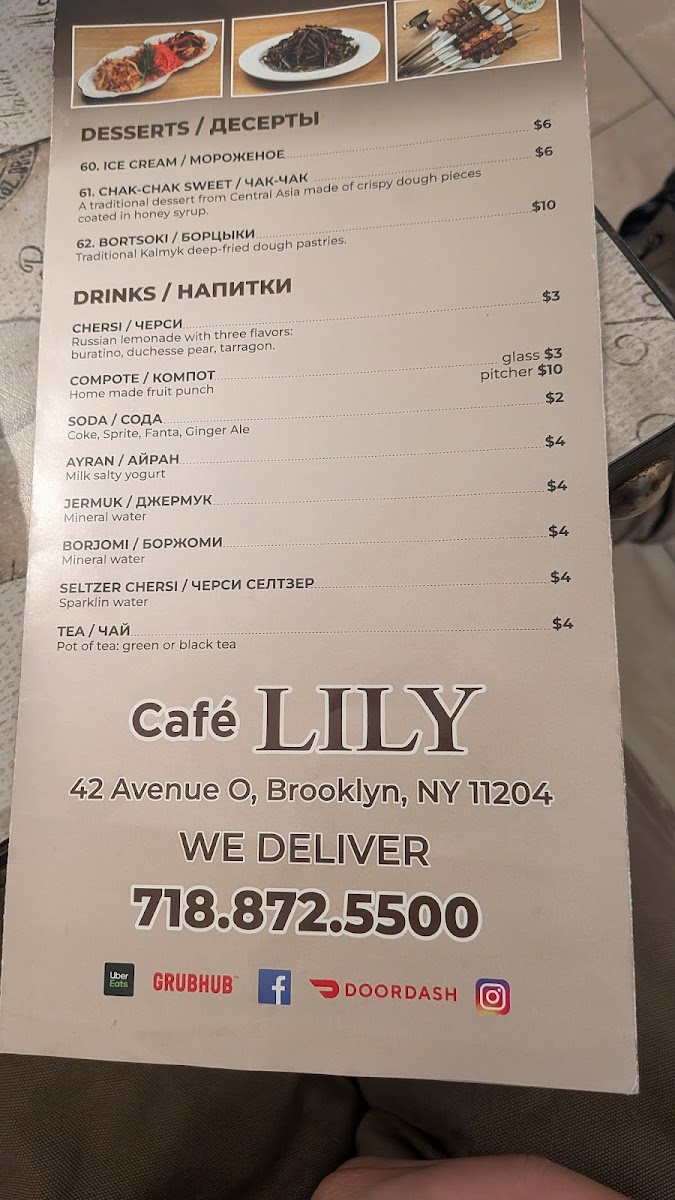 DESSERTS / ДЕСЕРТЫ
60. ICE CREAM / МОРОЖЕНОЕ $6
61. CHAK-CHAK SWEET / ЧАК-ЧАК $6
A traditional dessert from Central Asia made of crispy dough pieces
coated in honey syrup.
62. BORTSOKI / БОРЦЫКИ $10
Traditional Kalmyk deep-fried dough pastries.
DRINKS / НАПИТКИ
CHERSI / ЧЕРСИ $3
Russian lemonade with three flavors:
buratino, duchesse pear, tarragon.
COMPOTE / КОМПОТ glass $3
Home made fruit punch pitcher $10
SODA / СОДА $2
Coke, Sprite, Fanta, Ginger Ale
AYRAN / АЙРАН $4
Milk salty yogurt
JERMUK / ДЖЕРМУК $4
Mineral water
BORJOMI / БОРЖОМИ $4
Mineral water
SELTZER CHERSI / ЧЕРСИ СЕЛТЗЕР $4
Sparklin water
TEA / ЧАЙ $4
Pot of tea: green or black tea
Café LILY
42 Avenue O, Brooklyn, NY 11204
WE DELIVER
718.872.5500
Uber
Eats
GRUBHUB™
DOORDASH